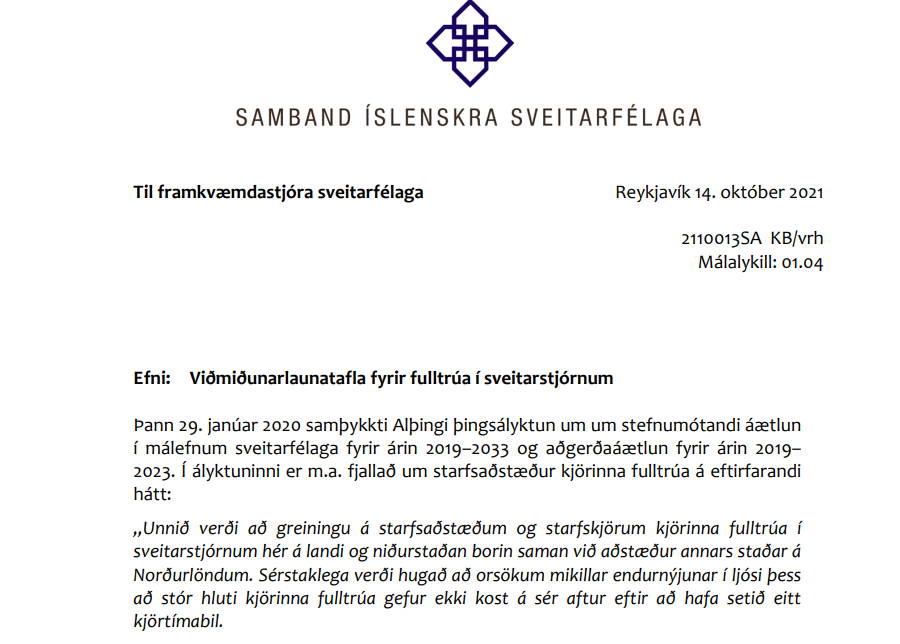 SAMBAND ÍSLENSKRA SVEITARFÉLAGA
Til framkvæmdastjóra sveitarfélaga
Reykjavík 14. október 2021
2110013SA KB/vrh
Málalykill: 01.04
Efni: Viðmiðunarlaunatafla fyrir fulltrúa í sveitarstjórnum
Þann 29. janúar 2020 samþykkti Alþingi þingsályktun um um stefnumótandi áætlun
í málefnum sveitarfélaga fyrir árin 2019–2033 og aðgerðaáætlun fyrir árin 2019–
2023. Í ályktuninni er m.a. fjallað um starfsaðstæður kjörinna fulltrúa á eftirfarandi
hátt:
„Unnið verði að greiningu á starfsaðstæðum og starfskjörum kjörinna fulltrúa í
sveitarstjórnum hér á landi og niðurstaðan borin saman við aðstæður annars staðar á
Norðurlöndum. Sérstaklega verði hugað að orsökum mikillar endurnýjunar í ljósi þess
að stór hluti kjörinna fulltrúa gefur ekki kost á sér aftur eftir að hafa setið eitt
kjörtímabil.